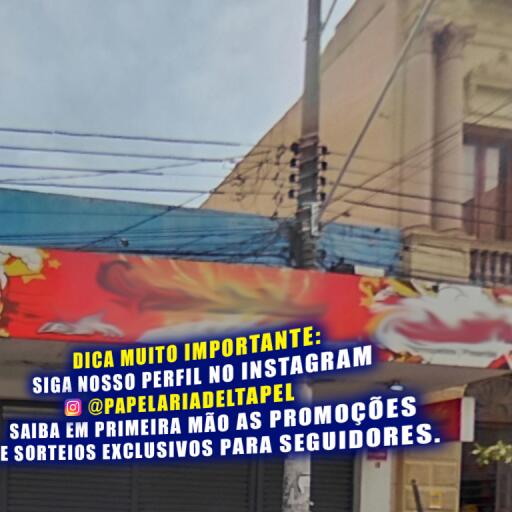 DICA MUITO IMPORTANTE:
SIGA NOSSO PERFIL NO INSTAGRAM
@PAPELARIADELTAPEL
SAIBA EM PRIMEIRA MÃO AS PROMOÇÕES
E SORTEIOS EXCLUSIVOS PARA SEGUIDORES.